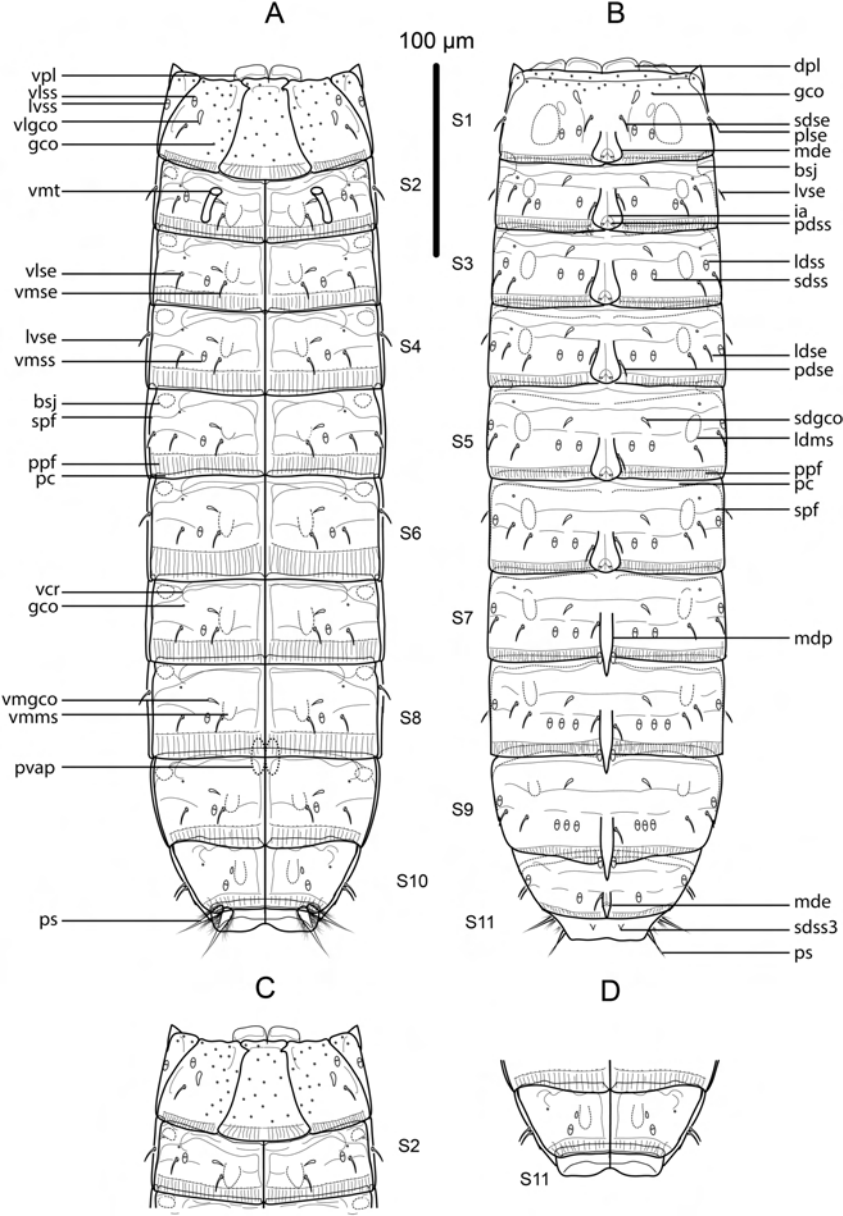 A
B
100 µm
vpl
vlss
lvss
vlgco
gco
vmt
vlse
vmse
lvse
vmss
bsj
spf
ppf
pc
vcr
gco
vmgco
vmms
pvap
ps
S1
S2
S3
S4
S5
S6
S7
S8
S9
S10
S11
dpl
gco
sdse
plse
mde
bsj
lvse
ia
pdss
ldss
sdss
ldse
pdse
sdgco
ldms
ppf
pc
spf
mdp
mde
sdss3
ps
C
D
S2
S11